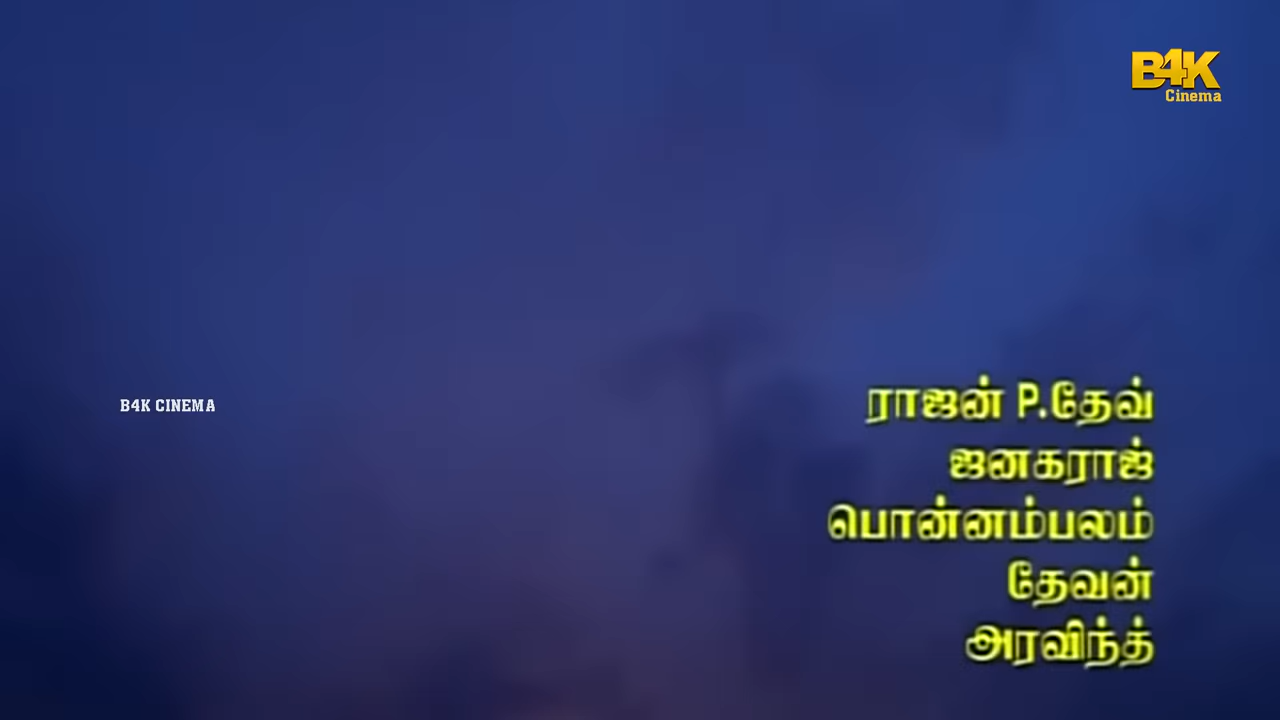 B4K
Cinema
B4K CINEMA
ராஜன் P.தேவ்
ஜனகராஜ்
பொன்னம்பலம்
தேவன்
அரவிந்த்